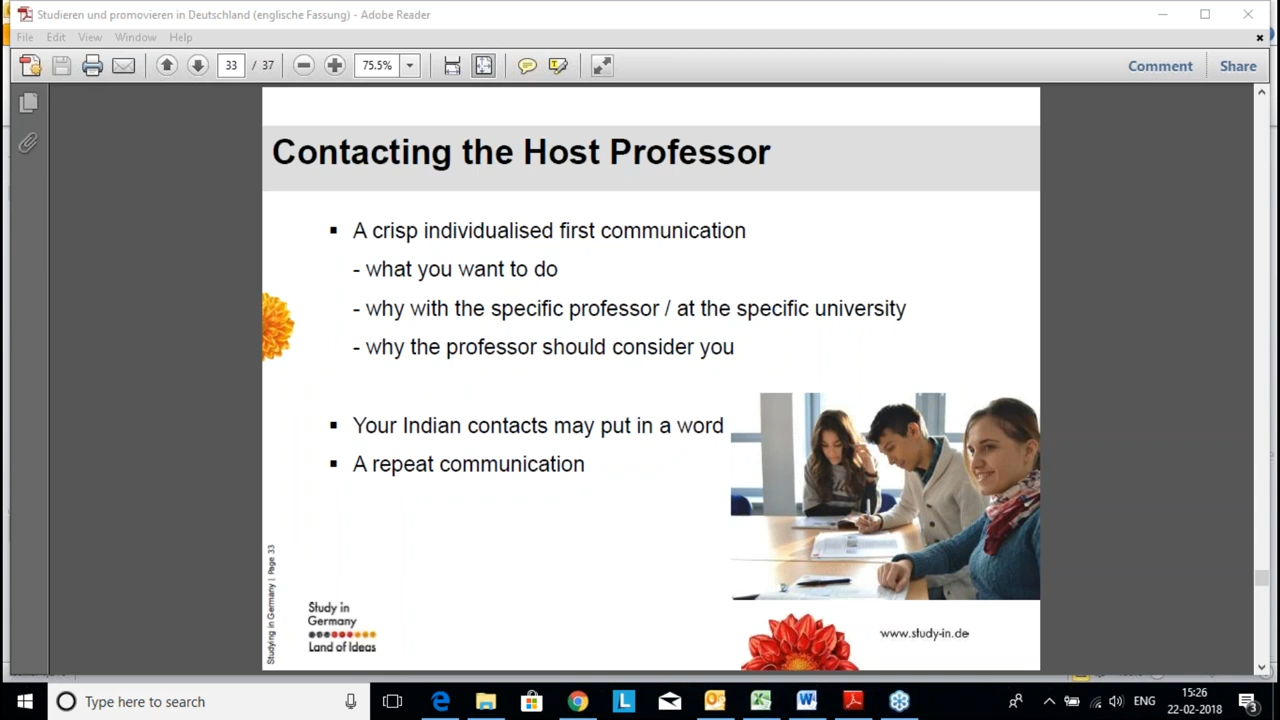 Studieren und promovieren in Deutschland (englische Fassung) - Adobe Reader
File Edit View Window Help
33 / 37 75.5% Comment Share
Contacting the Host Professor
▪ A crisp individualised first communication
- what you want to do
- why with the specific professor / at the specific university
- why the professor should consider you
▪ Your Indian contacts may put in a word
▪ A repeat communication
Studying in Germany | Page 33
Study in
Germany
Land of Ideas
www.study-in.de
Type here to search
ENG
15:26
22-02-2018
3